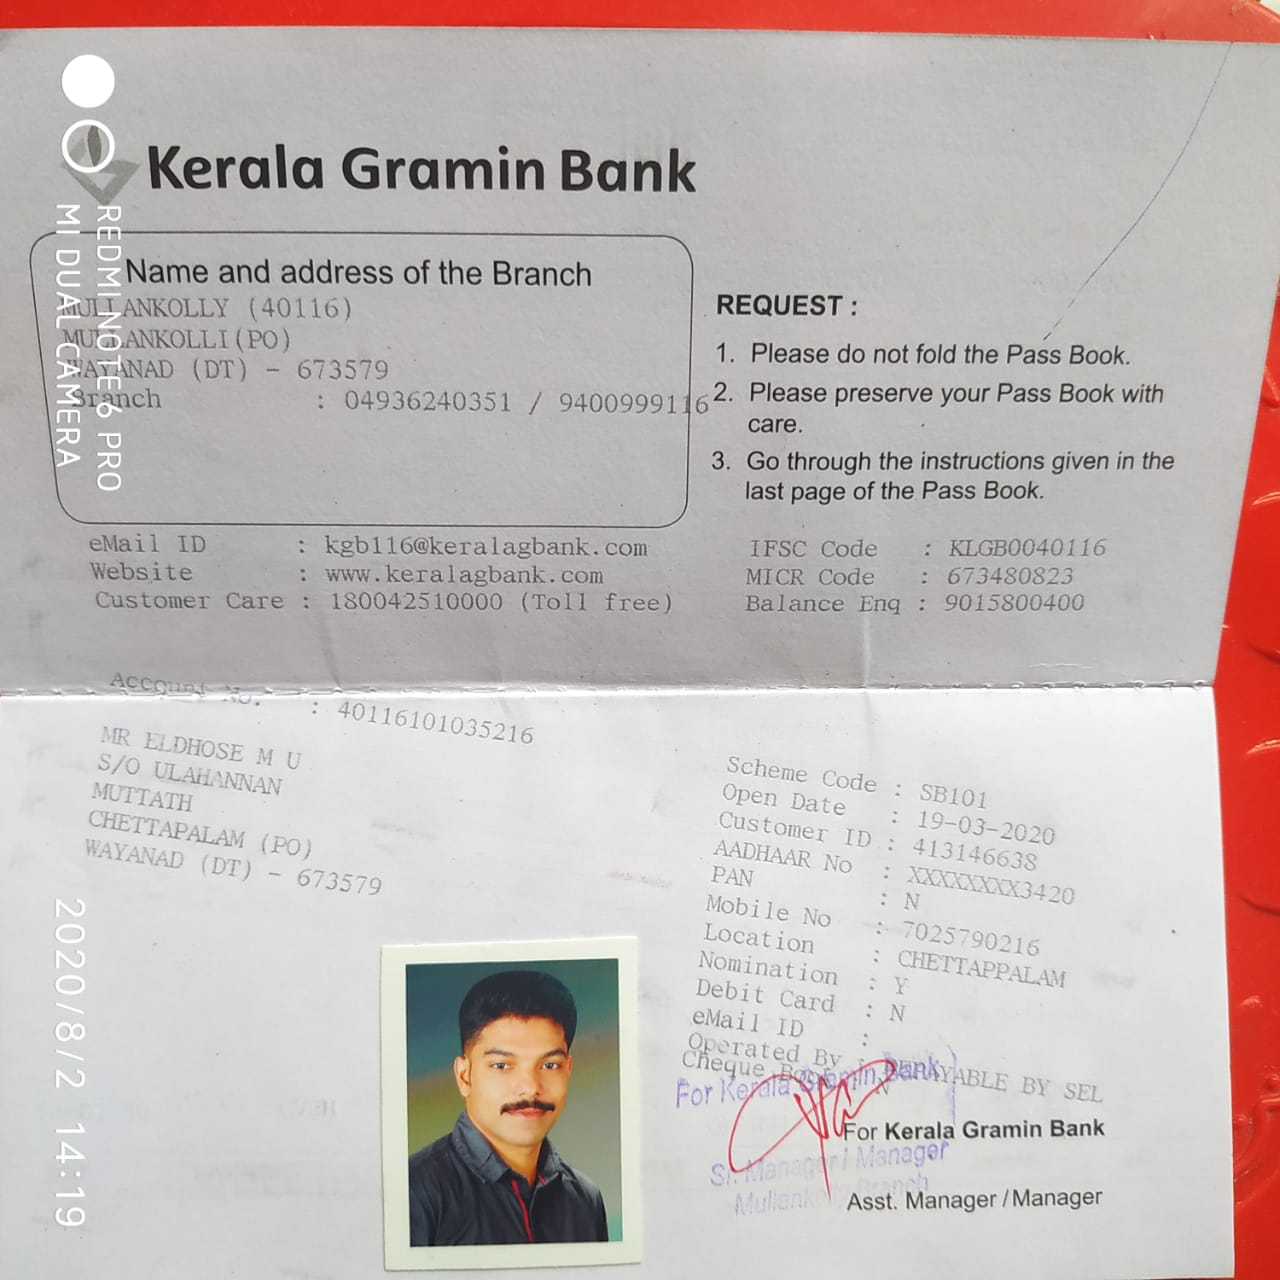 Kerala Gramin Bank
Name and address of the Branch
MULLANKOLLY (40116)
MULLANKOLLI(PO)
WAYANAD (DT) - 673579
Branch : 04936240351 / 9400999116
REQUEST :
1. Please do not fold the Pass Book.
2. Please preserve your Pass Book with
care.
3. Go through the instructions given in the
last page of the Pass Book.
eMail ID : kgb116@keralagbank.com
Website : www.keralagbank.com
Customer Care : 180042510000 (Toll free)
IFSC Code : KLGB0040116
MICR Code : 673480823
Balance Enq : 9015800400
Account No. : 40116101035216
MR ELDHOSE M U
S/O ULAHANNAN
MUTTATH
CHETTAPALAM (PO)
WAYANAD (DT) - 673579
Scheme Code : SB101
Open Date : 19-03-2020
Customer ID : 413146638
AADHAAR No : XXXXXXXX3420
PAN : N
Mobile No : 7025790216
Location : CHETTAPPALAM
Nomination : Y
Debit Card : N
eMail ID :
Operated By : REPAYABLE BY SEL
Cheque Book : N
For Kerala Gramin Bank
For Kerala Gramin Bank
Sr. Manager / Manager
Mullenkolly Branch
Asst. Manager / Manager
REDMI NOTE 6 PRO
MI DUAL CAMERA
2020/8/2 14:19